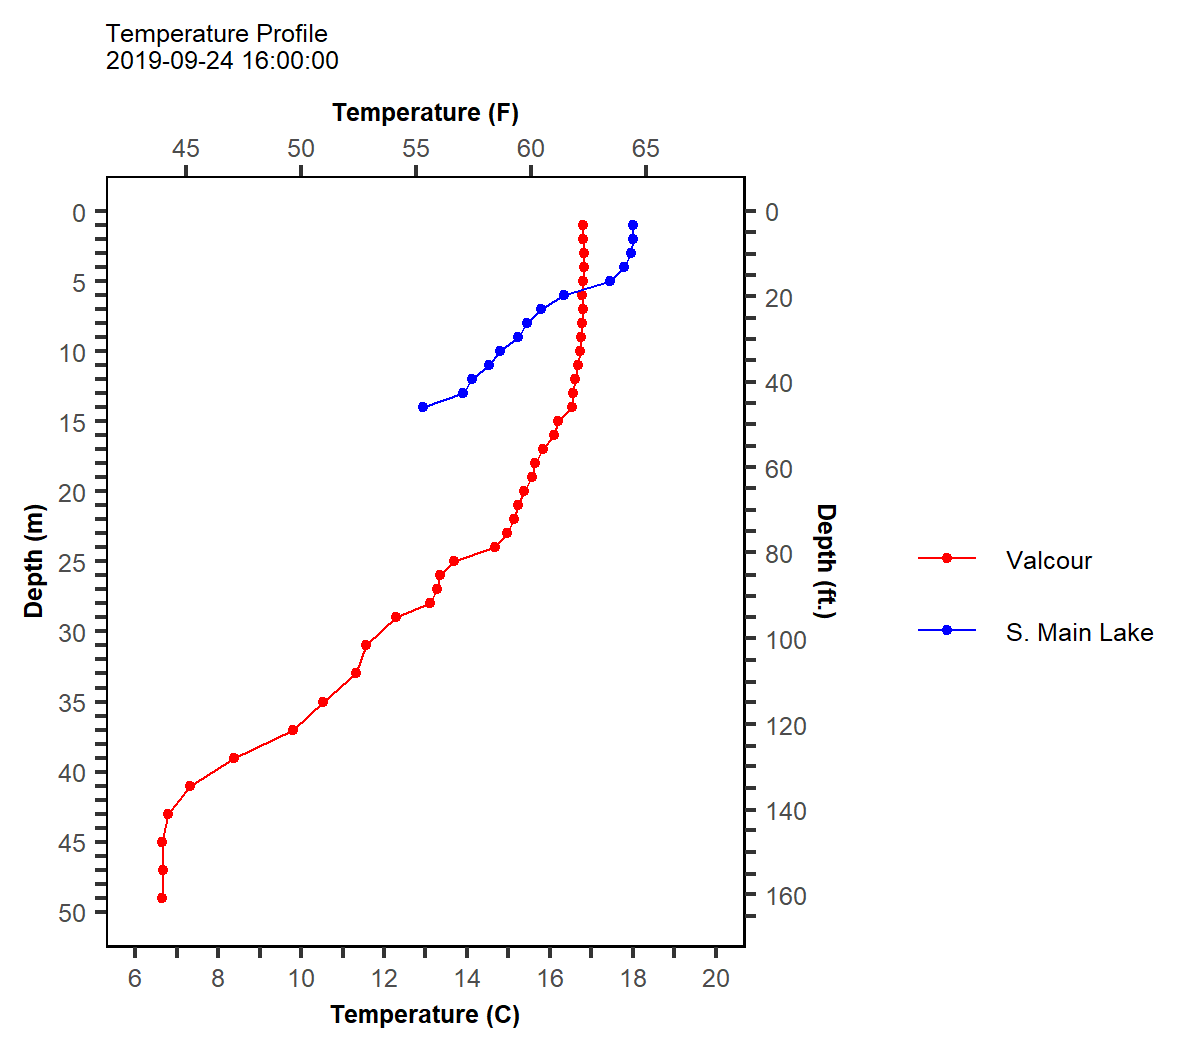 Temperature Profile
2019-09-24 16:00:00
Temperature (F)
45 50 55 60 65
0 0
5
20
10
40
15
60
20
Depth (m)
Depth (ft.)
80
25
Valcour
30
100
S. Main Lake
35
120
40
140
45
160
50
6 8 10 12 14 16 18 20
Temperature (C)